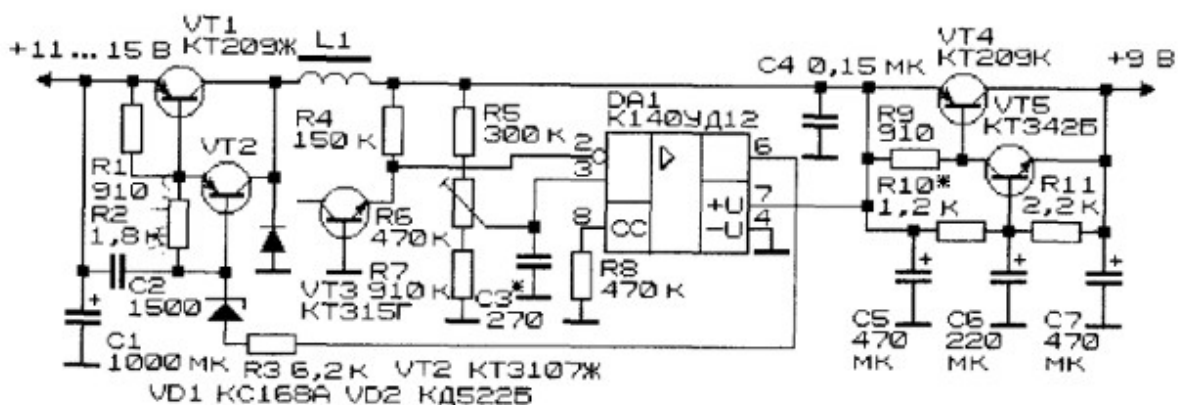 +11 ... 15 В
VT1
КТ209Ж
L1
C4 0,15 мк
VT4
КТ209К
+9 В
R4
150 к
R5
300 к
DA1
К140УД12
R9
910
VT5
КТ342Б
R1
910
VT2
2
3
6
7
+U
4
-U
8
CC
R2
1,8 к
R6
470 к
R10*
1,2 к
R11
2,2 к
C2
1500
VT3
КТ315Г
R7
910 к
C3*
270
R8
470 к
C1
1000 мк
R3 6,2 к
VT2 КТ3107Ж
C5
470
мк
C6
220
мк
C7
470
мк
VD1 КС168А VD2 КД522Б